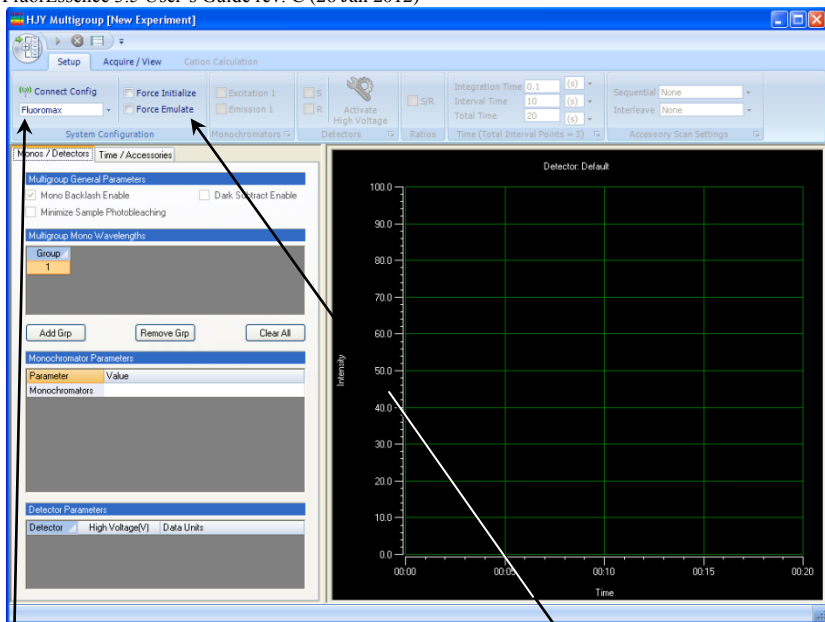 FluorEssence 3.5 User's Guide rev. C (26 Jan 2012)
HJY Multigroup [New Experiment]
Setup Acquire / View Cation Calculation
Connect Config Force Initialize Excitation 1 S Activate High Voltage S/R Integration Time 0.1 (s) Sequential None
Fluoromax Force Emulate Emission 1 R Interval Time 10 (s) Interleave None
Total Time 20 (s)
System Configuration Monochromators Detectors Ratios Time (Total Interval Points = 3) Accessory Scan Settings
Monos / Detectors Time / Accessories
Multigroup General Parameters
Mono Backlash Enable Dark Subtract Enable
Minimize Sample Photobleaching
Multigroup Mono Wavelengths
Group
1
Add Grp Remove Grp Clear All
Monochromator Parameters
Parameter Value
Monochromators
Detector Parameters
Detector High Voltage(V) Data Units
Detector: Default
100.0
90.0
80.0
70.0
60.0
50.0
40.0
30.0
20.0
10.0
0.0
Intensity
00:00 00:05 00:10 00:15 00:20
Time